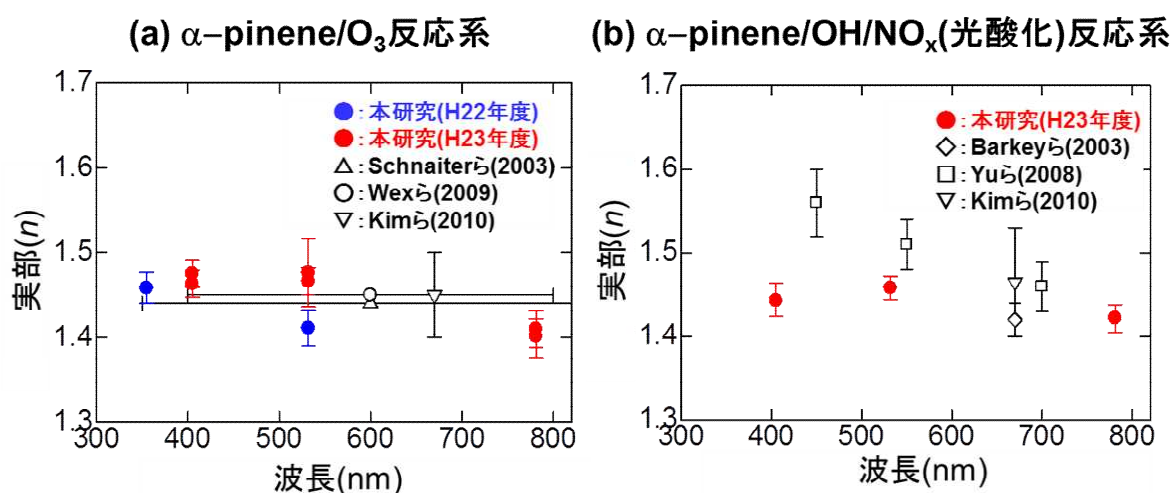 (a) α−pinene/O₃反応系
1.7
1.6
1.5
1.4
1.3
実部(n)
●: 本研究(H22年度)
●: 本研究(H23年度)
△: Schnaiterら(2003)
○: Wexら(2009)
▽: Kimら(2010)
300 400 500 600 700 800
波長(nm)
(b) α−pinene/OH/NOₓ(光酸化)反応系
1.7
1.6
1.5
1.4
1.3
実部(n)
●: 本研究(H23年度)
◇: Barkeyら(2003)
□: Yuら(2008)
▽: Kimら(2010)
300 400 500 600 700 800
波長(nm)